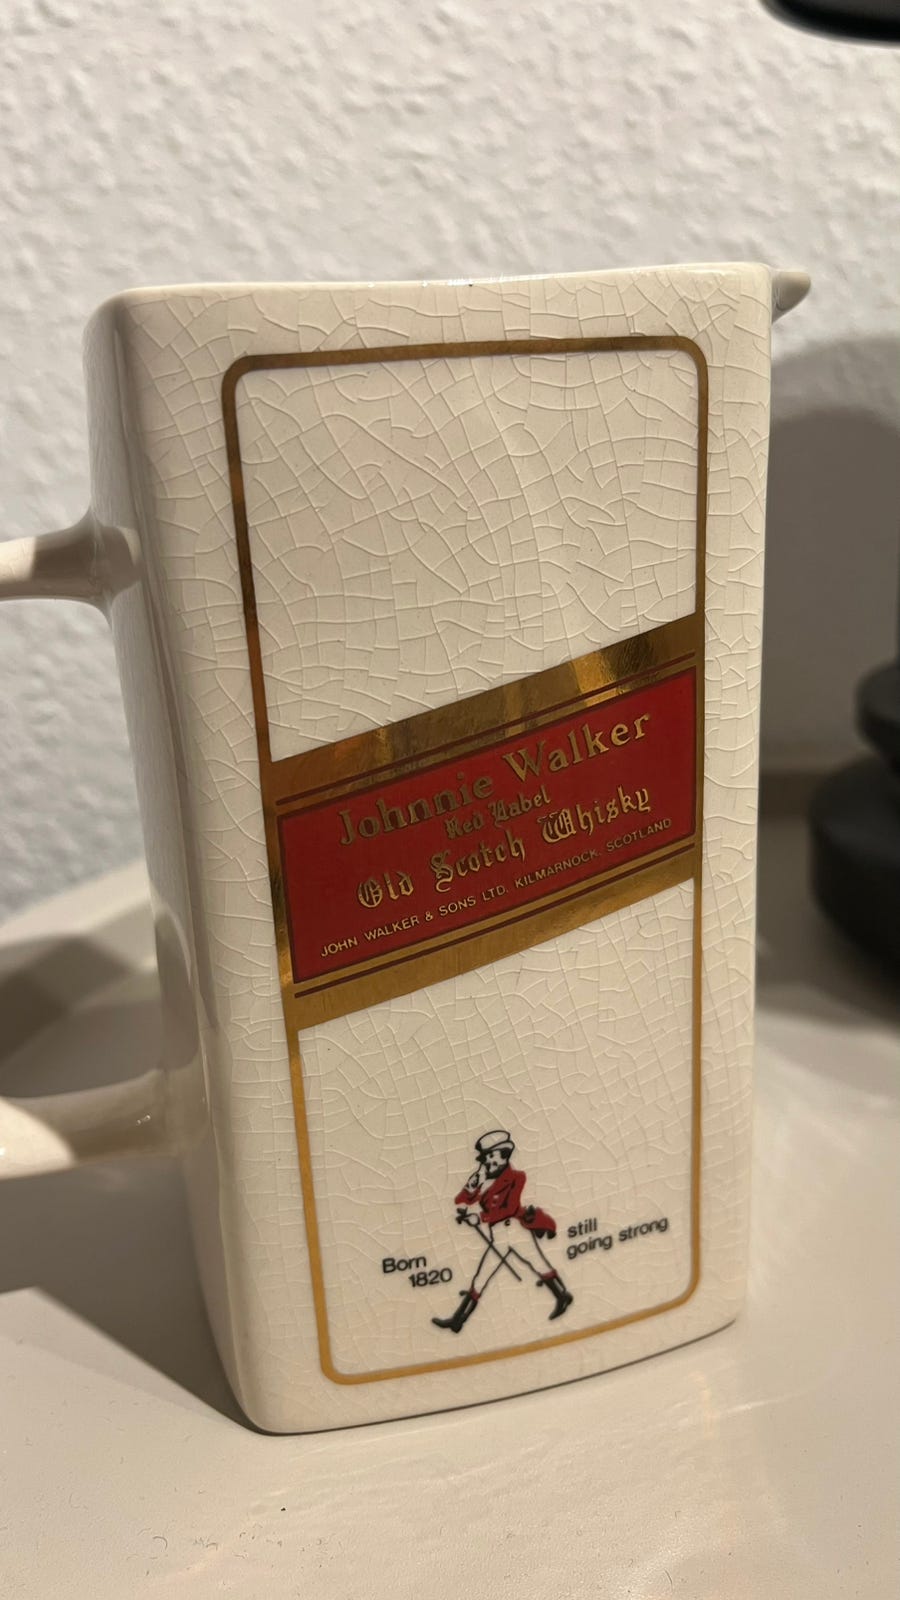 Johnnie Walker
Red Label
Old Scotch Whisky
JOHN WALKER & SONS LTD. KILMARNOCK. SCOTLAND
Born
1820
still
going strong